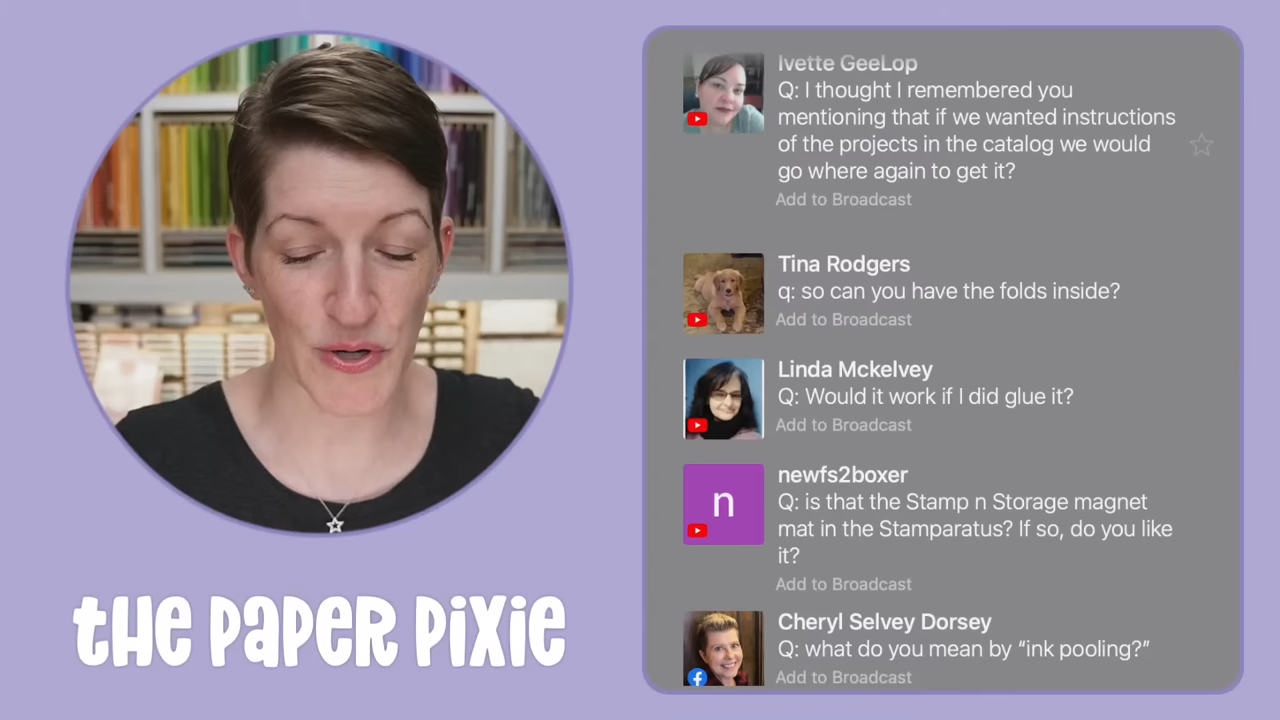 Ivette GeeLop
Q: I thought I remembered you
mentioning that if we wanted instructions
of the projects in the catalog we would
go where again to get it?
Add to Broadcast
Tina Rodgers
q: so can you have the folds inside?
Add to Broadcast
Linda Mckelvey
Q: Would it work if I did glue it?
Add to Broadcast
n
newfs2boxer
Q: is that the Stamp n Storage magnet
mat in the Stamparatus? If so, do you like
it?
Add to Broadcast
Cheryl Selvey Dorsey
Q: what do you mean by “ink pooling?”
Add to Broadcast
the PAPER PiXiE